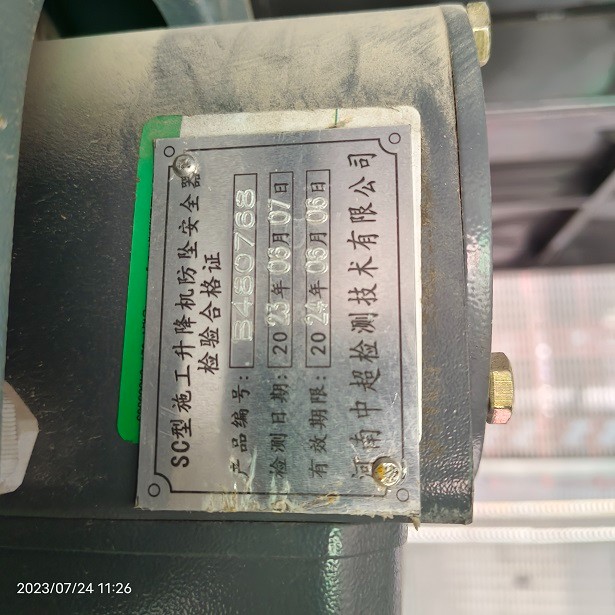 SC型施工升降机防坠安全器
检验合格证
产品编号: B480768
检测日期: 2023年06月07日
有效期限: 2024年06月06日
河南中超检测技术有限公司
2023/07/24 11:26